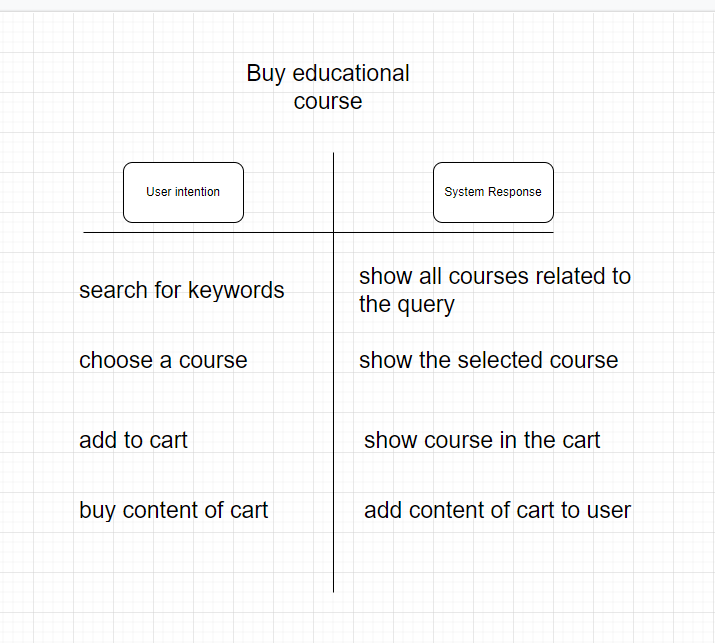 Buy educational
course
User intention
System Response
search for keywords
show all courses related to
the query
choose a course
show the selected course
add to cart
show course in the cart
buy content of cart
add content of cart to user